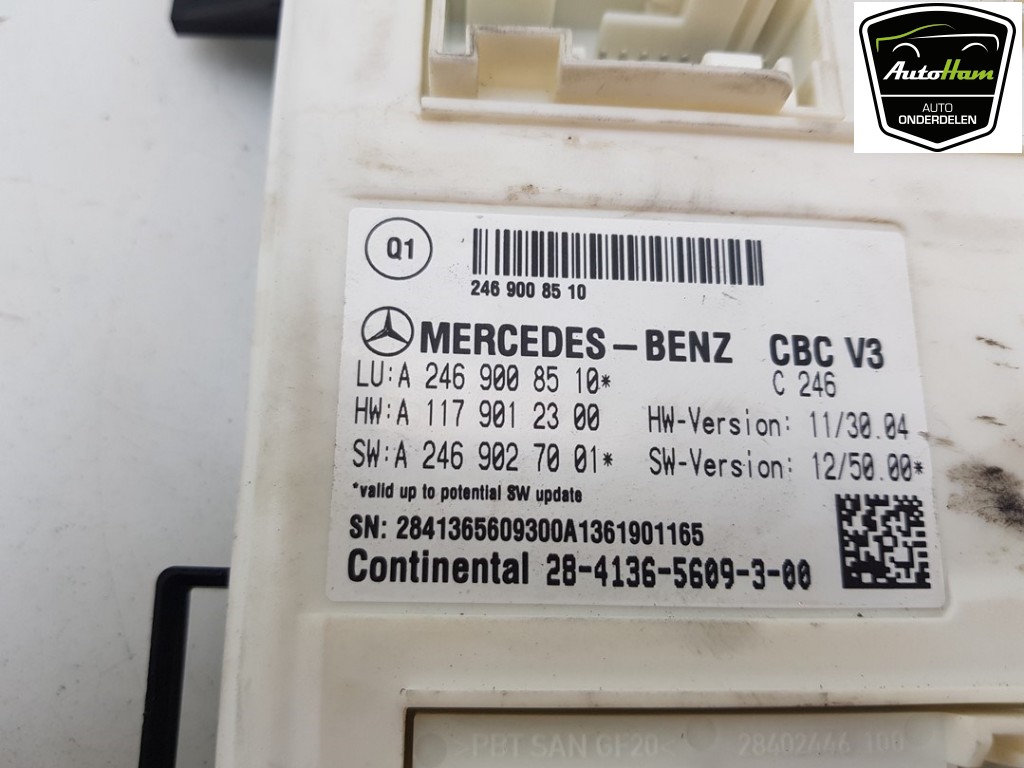 AutoHam
AUTO
ONDERDELEN
Q1
246 900 85 10
MERCEDES-BENZ CBC V3
C 246
LU:A 246 900 85 10*
HW:A 117 901 23 00 HW-Version: 11/30.04
SW:A 246 902 70 01* SW-Version: 12/50.00*
*valid up to potential SW update
SN: 2841365609300A1361901165
Continental 28-4136-5609-3-00
>PBT SAN GF20< 28402446 100